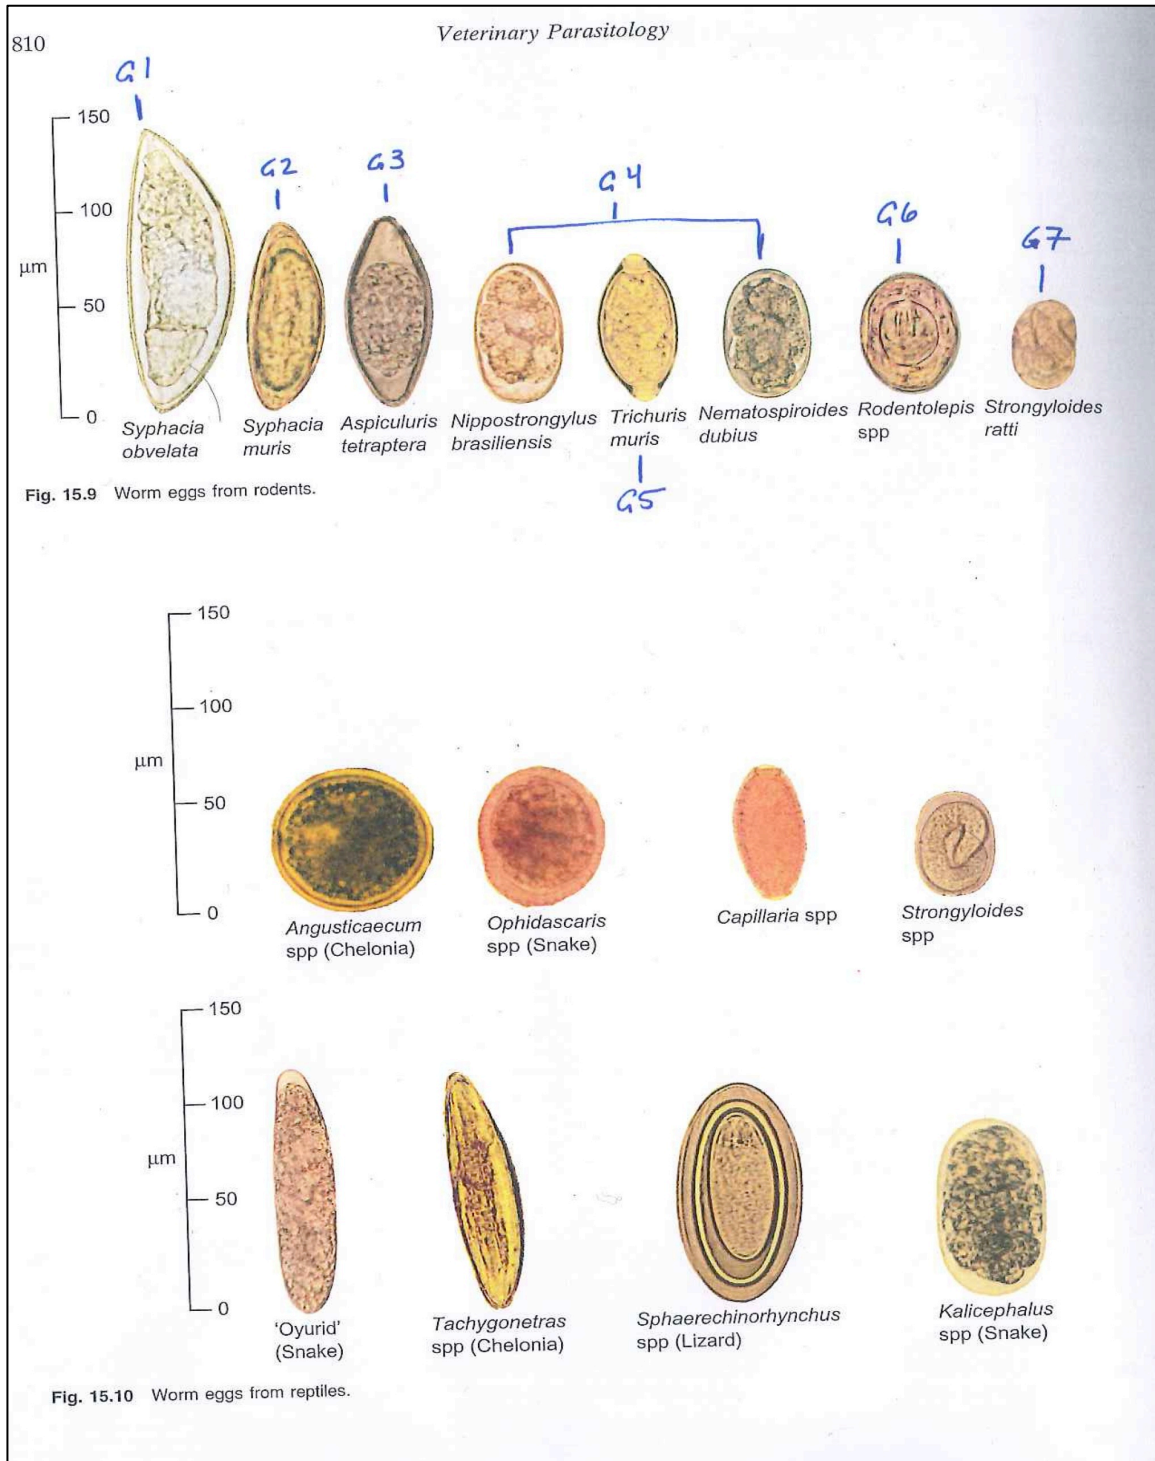 810
Veterinary Parasitology
G1
G2
G3
G4
G6
G7
150
100
µm
50
0
Syphacia obvelata
Syphacia muris
Aspiculuris tetraptera
Nippostrongylus brasiliensis
Trichuris muris
Nematospiroides dubius
Rodentolepis spp
Strongyloides ratti
G5
Fig. 15.9 Worm eggs from rodents.
150
100
µm
50
0
Angusticaecum spp (Chelonia)
Ophidascaris spp (Snake)
Capillaria spp
Strongyloides spp
150
100
µm
50
0
'Oyurid' (Snake)
Tachygonetras spp (Chelonia)
Sphaerechinorhynchus spp (Lizard)
Kalicephalus spp (Snake)
Fig. 15.10 Worm eggs from reptiles.